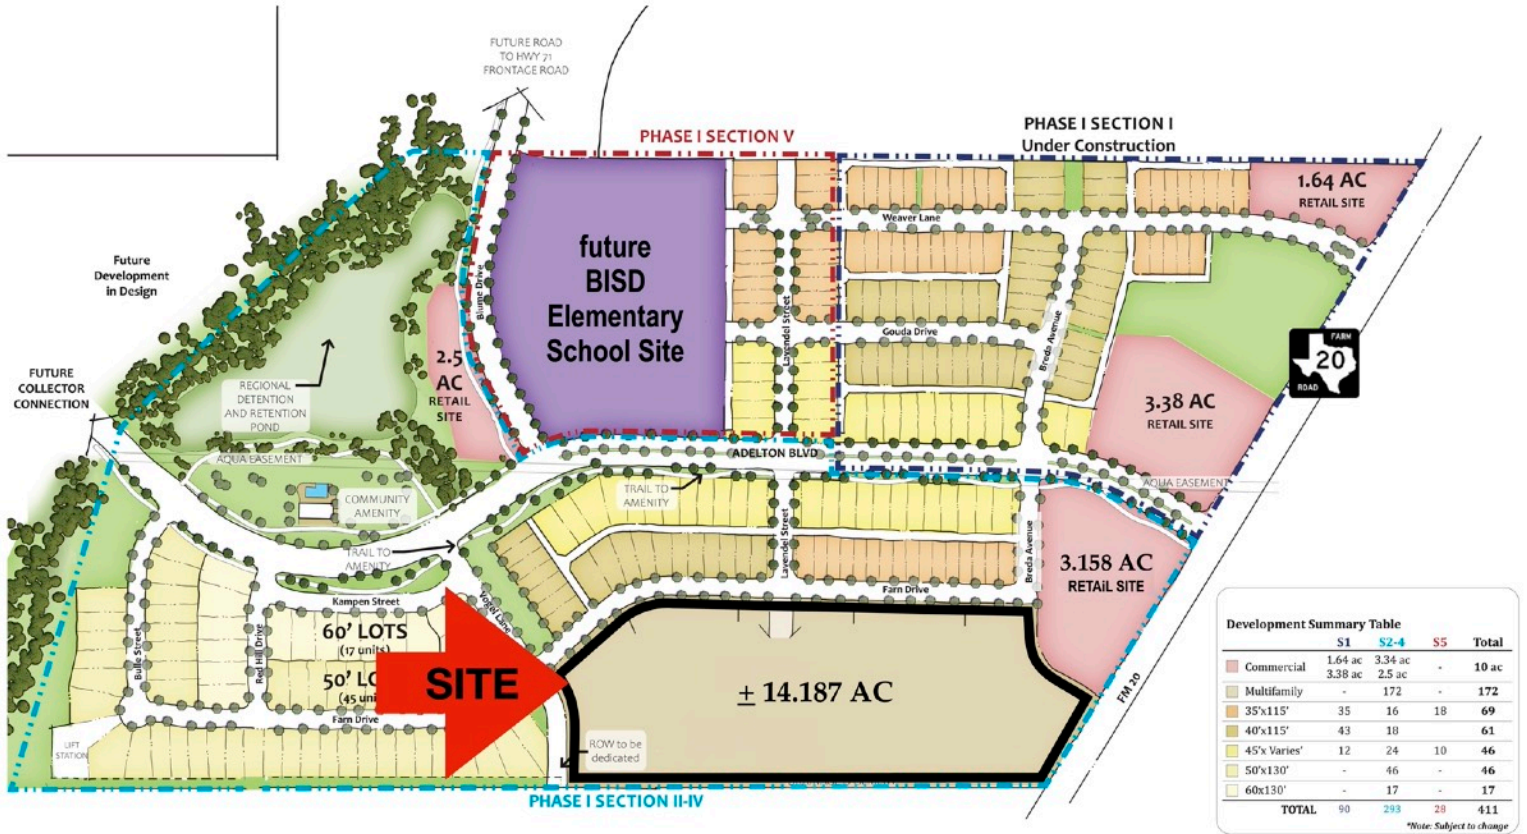 FUTURE ROAD
TO HWY 71
FRONTAGE ROAD
PHASE I SECTION V
PHASE I SECTION I
Under Construction
1.64 AC
RETAIL SITE
Weaver Lane
future
BISD
Elementary
School Site
Blume Drive
Future
Development
in Design
Lavendel Street
Gouda Drive
Breda Avenue
FARM
20
ROAD
2.5
AC
RETAIL
SITE
REGIONAL
DETENTION
AND RETENTION
POND
FUTURE
COLLECTOR
CONNECTION
3.38 AC
RETAIL SITE
ADELTON BLVD
AQUA EASEMENT
AQUA EASEMENT
COMMUNITY
AMENITY
TRAIL TO
AMENITY
TRAIL TO
AMENITY
Lavendel Street
Breda Avenue
3.158 AC
RETAIL SITE
Farn Drive
Kampen Street
Vogel Lane
Bulle Street
Red Hill Drive
60' LOTS
(17 units)
50' LO
(45 uni
SITE
± 14.187 AC
Farn Drive
LIFT
STATION
ROW to be
dedicated
FM 20
PHASE I SECTION II-IV
Development Summary Table
S1 S2-4 S5 Total
Commercial 1.64 ac 3.34 ac - 10 ac
3.38 ac 2.5 ac
Multifamily - 172 - 172
35'x115' 35 16 18 69
40'x115' 43 18 61
45'x Varies' 12 24 10 46
50'x130' - 46 - 46
60x130' - 17 - 17
TOTAL 90 293 28 411
*Note: Subject to change